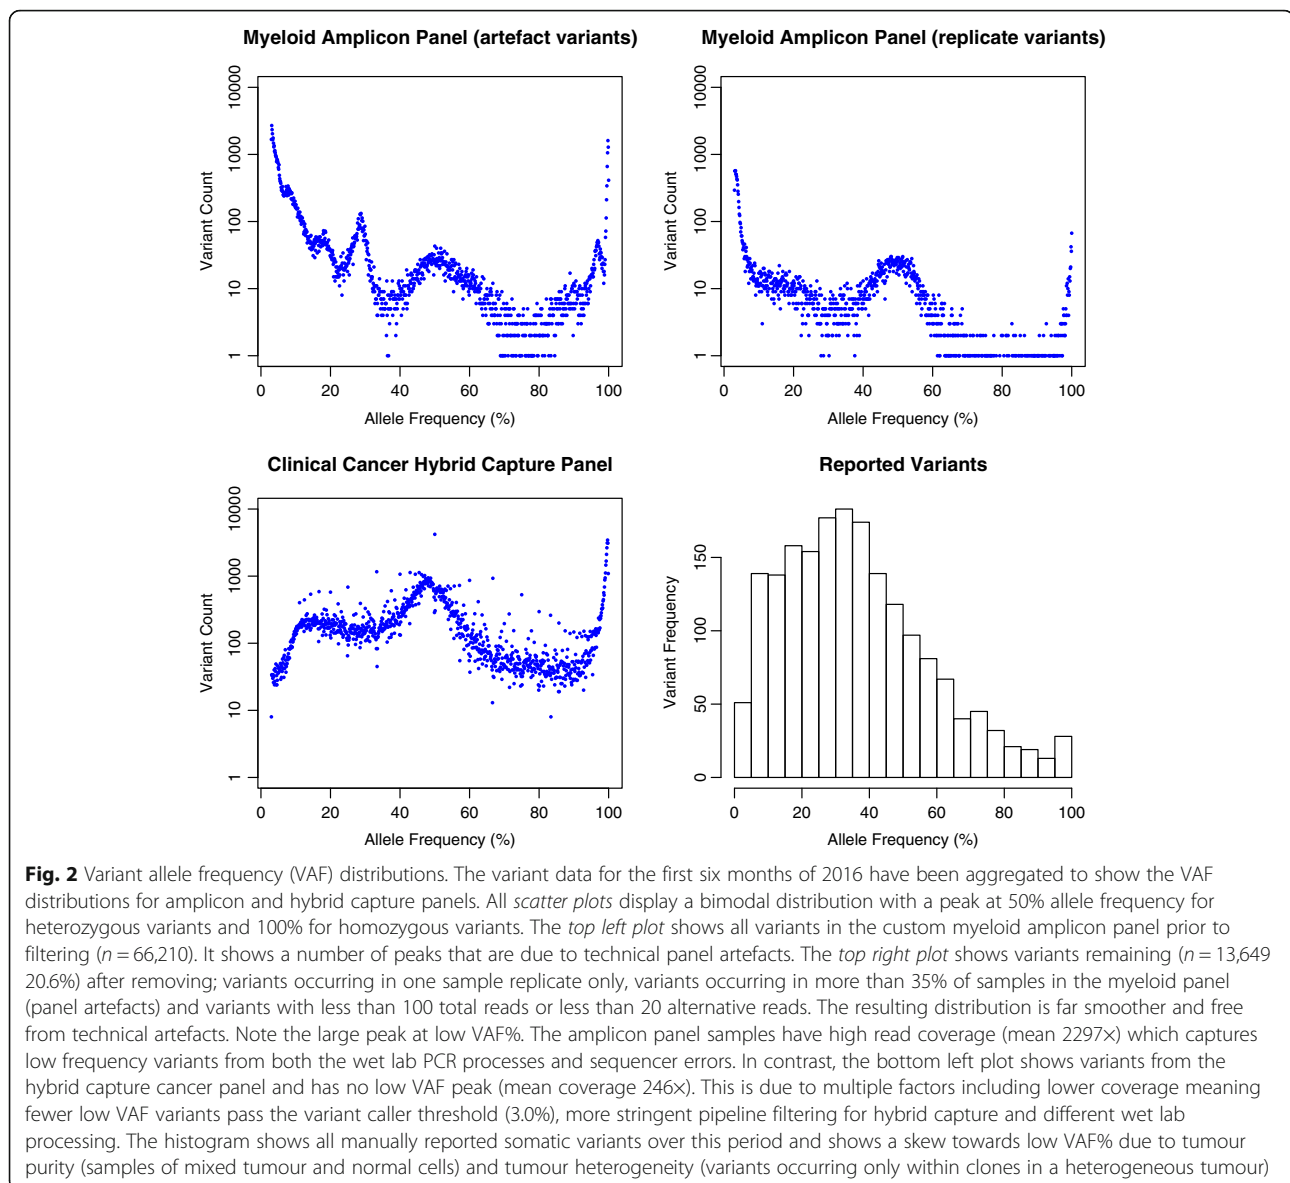 Myeloid Amplicon Panel (artefact variants)
Variant Count
1 10 100 1000 10000
0 20 40 60 80 100
Allele Frequency (%)
Myeloid Amplicon Panel (replicate variants)
Variant Count
1 10 100 1000 10000
0 20 40 60 80 100
Allele Frequency (%)
Clinical Cancer Hybrid Capture Panel
Variant Count
1 10 100 1000 10000
0 20 40 60 80 100
Allele Frequency (%)
Reported Variants
Variant Frequency
0 50 100 150
0 20 40 60 80 100
Allele Frequency (%)
Fig. 2 Variant allele frequency (VAF) distributions. The variant data for the first six months of 2016 have been aggregated to show the VAF
distributions for amplicon and hybrid capture panels. All scatter plots display a bimodal distribution with a peak at 50% allele frequency for
heterozygous variants and 100% for homozygous variants. The top left plot shows all variants in the custom myeloid amplicon panel prior to
filtering (n = 66,210). It shows a number of peaks that are due to technical panel artefacts. The top right plot shows variants remaining (n = 13,649
20.6%) after removing; variants occurring in one sample replicate only, variants occurring in more than 35% of samples in the myeloid panel
(panel artefacts) and variants with less than 100 total reads or less than 20 alternative reads. The resulting distribution is far smoother and free
from technical artefacts. Note the large peak at low VAF%. The amplicon panel samples have high read coverage (mean 2297×) which captures
low frequency variants from both the wet lab PCR processes and sequencer errors. In contrast, the bottom left plot shows variants from the
hybrid capture cancer panel and has no low VAF peak (mean coverage 246×). This is due to multiple factors including lower coverage meaning
fewer low VAF variants pass the variant caller threshold (3.0%), more stringent pipeline filtering for hybrid capture and different wet lab
processing. The histogram shows all manually reported somatic variants over this period and shows a skew towards low VAF% due to tumour
purity (samples of mixed tumour and normal cells) and tumour heterogeneity (variants occurring only within clones in a heterogeneous tumour)